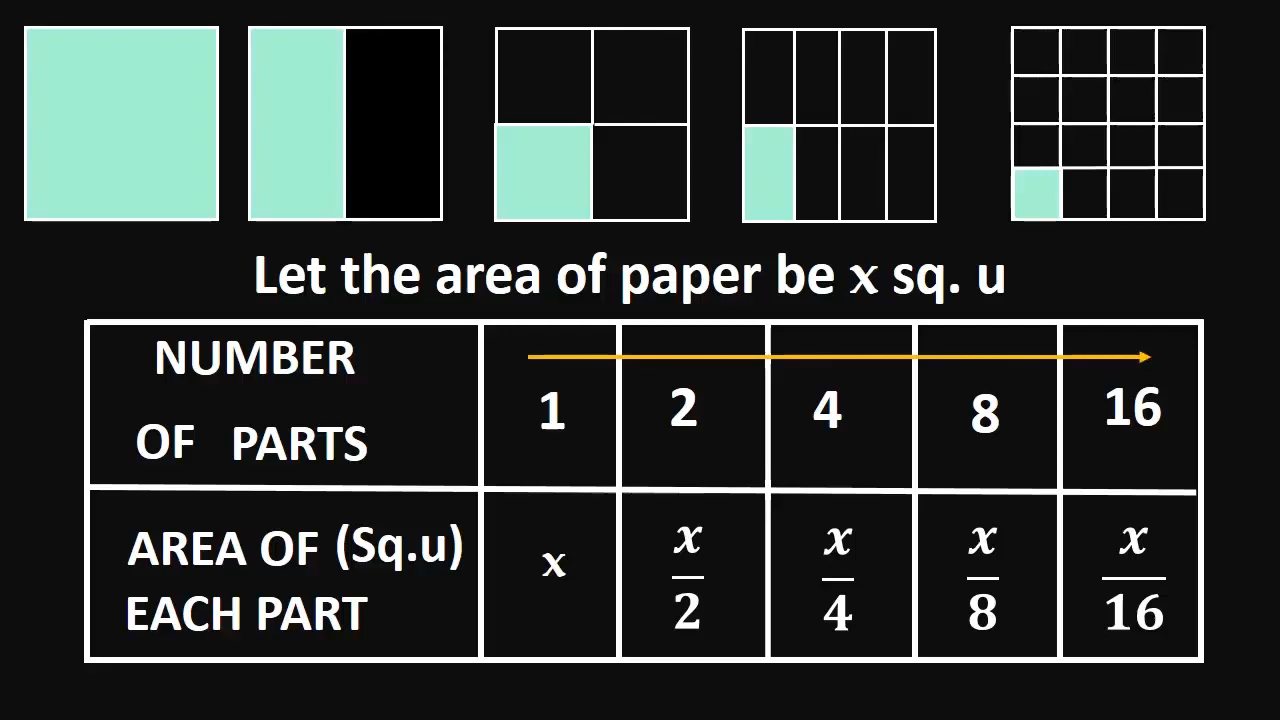 Let the area of paper be x sq. u
NUMBER
OF PARTS
1 2 4 8 16
AREA OF (Sq.u)
EACH PART
x x/2 x/4 x/8 x/16